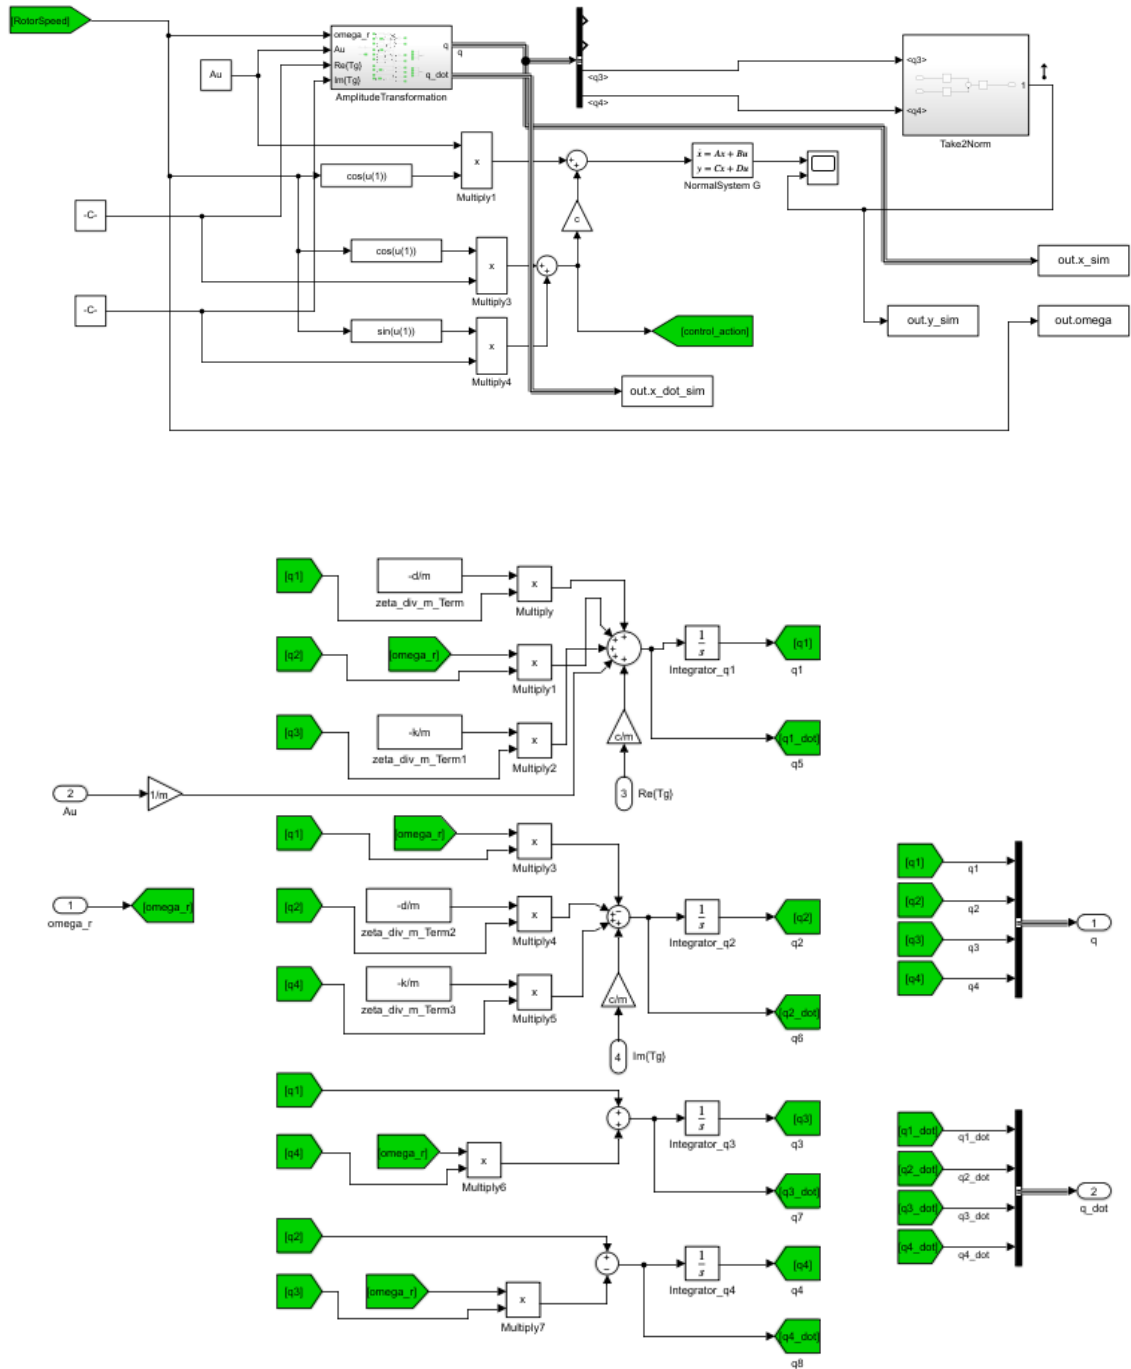 [RotorSpeed]
omega_r
Au
Re{Tg}
Im{Tg}
q
q_dot
q
AmplitudeTransformation
Au
<q3>
<q4>
<q3>
<q4>
1
Take2Norm
x
Multiply1
cos(u(1))
ẋ = Ax + Bu
y = Cx + Du
NormalSystem G
-C-
c
cos(u(1))
x
Multiply3
out.x_sim
-C-
sin(u(1))
x
Multiply4
[control_action]
out.y_sim
out.omega
out.x_dot_sim
[q1]
-d/m
zeta_div_m_Term
x
Multiply
[q2]
[omega_r]
x
Multiply1
1
s
Integrator_q1
[q1]
q1
[q3]
-k/m
zeta_div_m_Term1
x
Multiply2
c/m
[q1_dot]
q5
2
Au
1/m
3
Re{Tg}
[q1]
[omega_r]
x
Multiply3
1
omega_r
[omega_r]
[q2]
-d/m
zeta_div_m_Term2
x
Multiply4
1
s
Integrator_q2
[q2]
q2
[q4]
-k/m
zeta_div_m_Term3
x
Multiply5
c/m
[q2_dot]
q6
4
Im{Tg}
[q1]
q1
[q2]
q2
[q3]
q3
[q4]
q4
1
q
[q1]
1
s
Integrator_q3
[q3]
q3
[q4]
[omega_r]
x
Multiply6
[q3_dot]
q7
[q2]
1
s
Integrator_q4
[q4]
q4
[q3]
[omega_r]
x
Multiply7
[q4_dot]
q8
[q1_dot]
q1_dot
[q2_dot]
q2_dot
[q3_dot]
q3_dot
[q4_dot]
q4_dot
2
q_dot